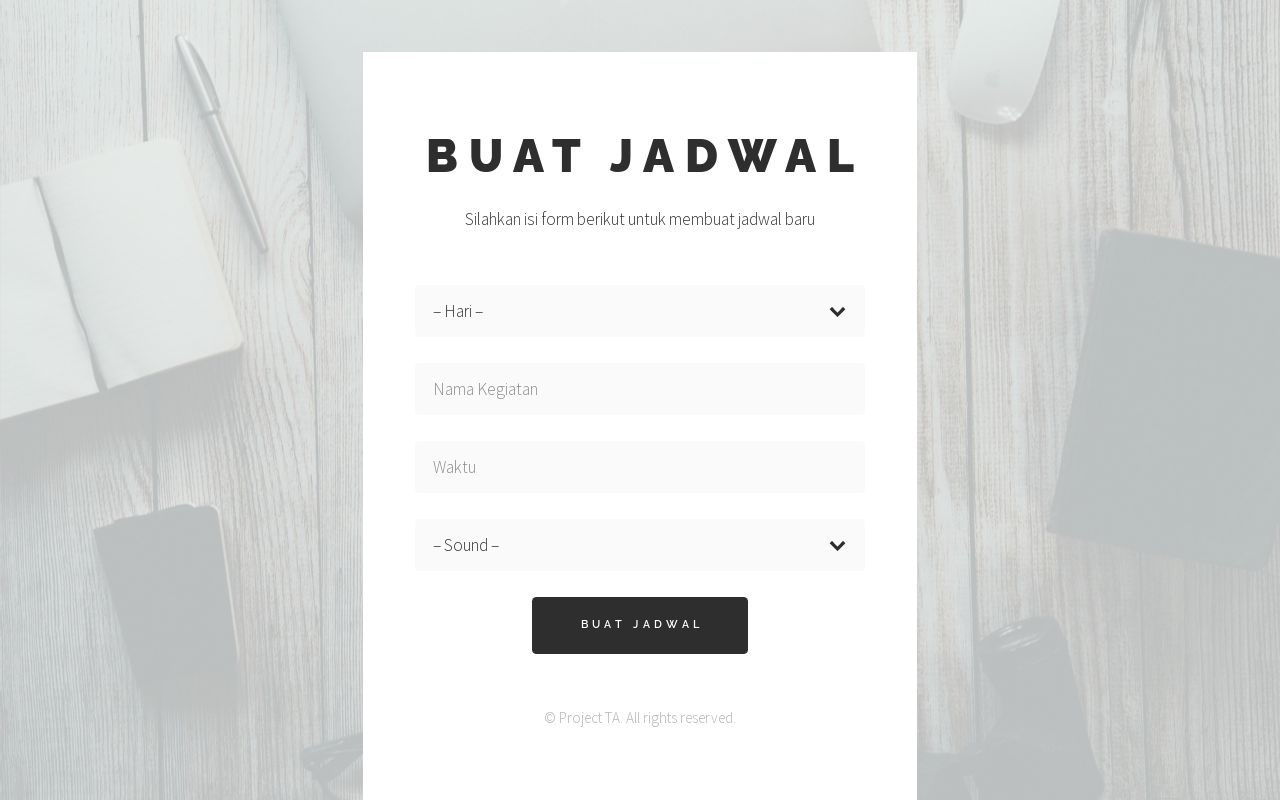 BUAT JADWAL
Silahkan isi form berikut untuk membuat jadwal baru
– Hari –
Nama Kegiatan
Waktu
– Sound –
BUAT JADWAL
© Project TA. All rights reserved.